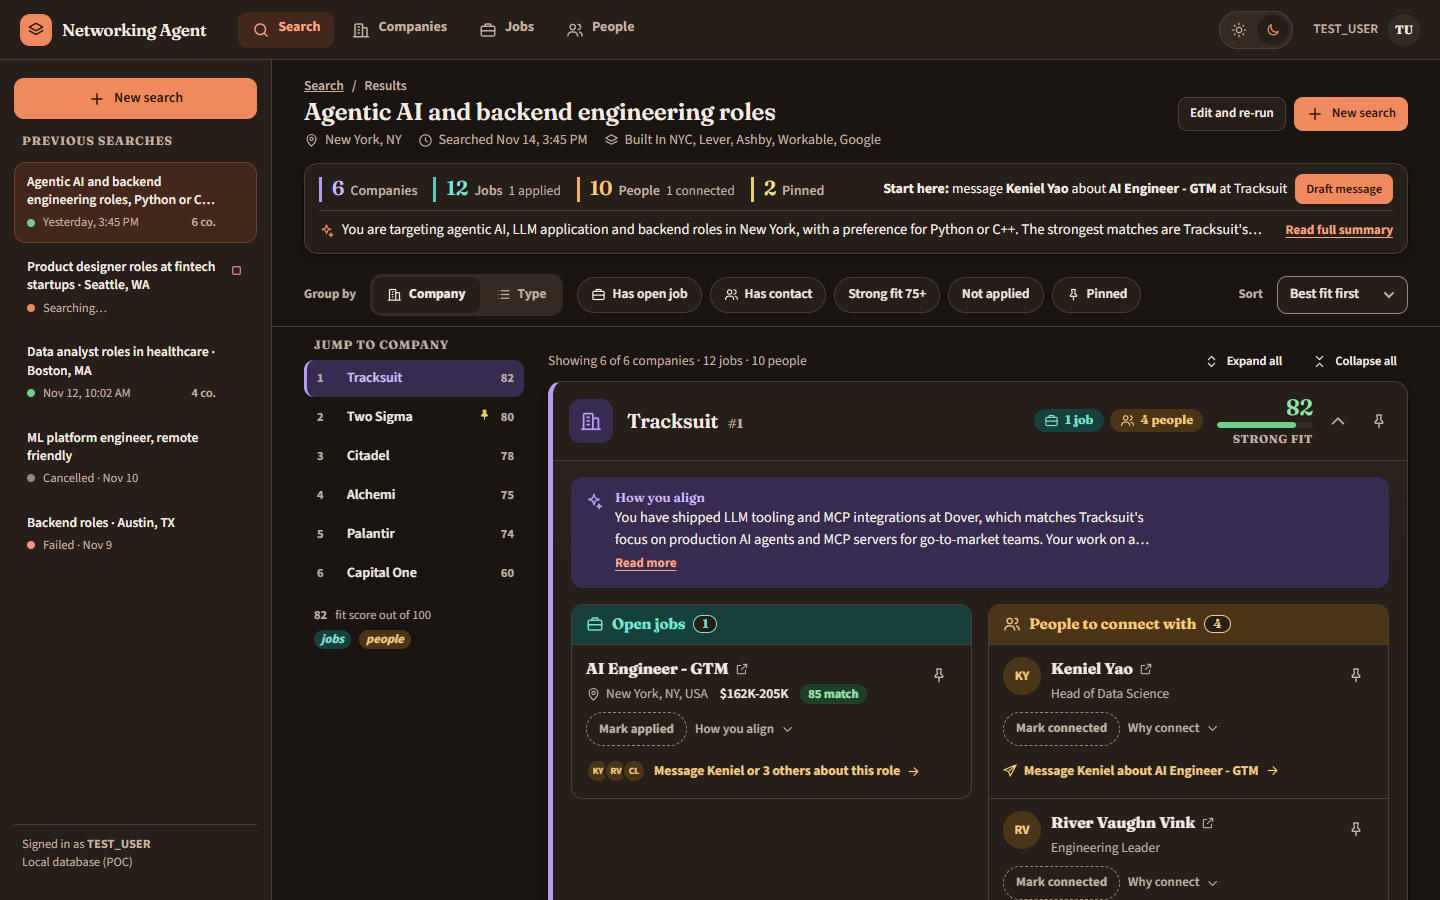 Networking Agent
Search
Companies
Jobs
People
TEST_USER
TU
New search
PREVIOUS SEARCHES
Agentic AI and backend
engineering roles, Python or C…
Yesterday, 3:45 PM
6 co.
Product designer roles at fintech
startups · Seattle, WA
Searching…
Data analyst roles in healthcare ·
Boston, MA
Nov 12, 10:02 AM
4 co.
ML platform engineer, remote
friendly
Cancelled · Nov 10
Backend roles · Austin, TX
Failed · Nov 9
Signed in as TEST_USER
Local database (POC)
Search / Results
Agentic AI and backend engineering roles
New York, NY
Searched Nov 14, 3:45 PM
Built In NYC, Lever, Ashby, Workable, Google
Edit and re-run
New search
6 Companies
12 Jobs 1 applied
10 People 1 connected
2 Pinned
Start here: message Keniel Yao about AI Engineer - GTM at Tracksuit
Draft message
You are targeting agentic AI, LLM application and backend roles in New York, with a preference for Python or C++. The strongest matches are Tracksuit's…
Read full summary
Group by
Company
Type
Has open job
Has contact
Strong fit 75+
Not applied
Pinned
Sort
Best fit first
JUMP TO COMPANY
1 Tracksuit 82
2 Two Sigma 80
3 Citadel 78
4 Alchemi 75
5 Palantir 74
6 Capital One 60
82 fit score out of 100
jobs
people
Showing 6 of 6 companies · 12 jobs · 10 people
Expand all
Collapse all
Tracksuit #1
1 job
4 people
82
STRONG FIT
How you align
You have shipped LLM tooling and MCP integrations at Dover, which matches Tracksuit's
focus on production AI agents and MCP servers for go-to-market teams. Your work on a…
Read more
Open jobs 1
AI Engineer - GTM
New York, NY, USA
$162K-205K
85 match
Mark applied
How you align
KY RV CL
Message Keniel or 3 others about this role →
People to connect with 4
KY
Keniel Yao
Head of Data Science
Mark connected
Why connect
Message Keniel about AI Engineer - GTM →
RV
River Vaughn Vink
Engineering Leader
Mark connected
Why connect